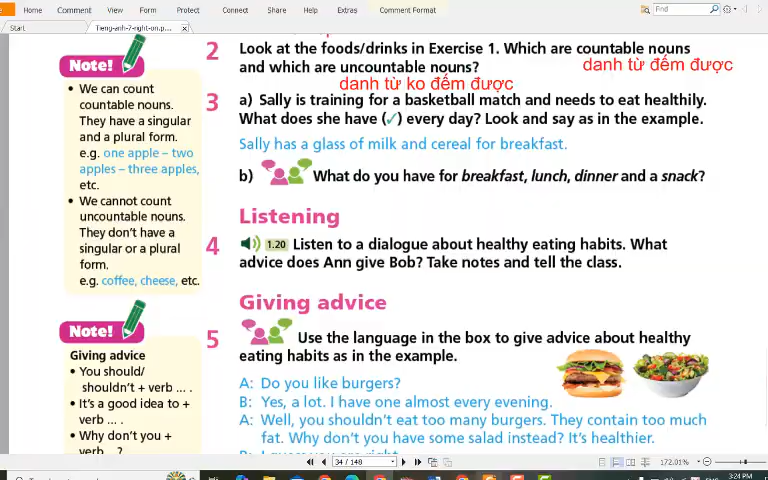 Home Comment View Form Protect Connect Share Help Extras Comment Format
Find
Start Tieng-anh-7-right-on.p...
2 Look at the foods/drinks in Exercise 1. Which are countable nouns
and which are uncountable nouns?
danh từ đếm được
danh từ ko đếm được
Note!
• We can count
countable nouns.
They have a singular
and a plural form.
e.g. one apple – two
apples – three apples,
etc.
• We cannot count
uncountable nouns.
They don't have a
singular or a plural
form.
e.g. coffee, cheese, etc.
3 a) Sally is training for a basketball match and needs to eat healthily.
What does she have (✓) every day? Look and say as in the example.
Sally has a glass of milk and cereal for breakfast.
b) What do you have for breakfast, lunch, dinner and a snack?
Listening
4 1.20 Listen to a dialogue about healthy eating habits. What
advice does Ann give Bob? Take notes and tell the class.
Giving advice
Note!
Giving advice
• You should/
shouldn't + verb ... .
• It's a good idea to +
verb ... .
• Why don't you +
verb ... ?
5 Use the language in the box to give advice about healthy
eating habits as in the example.
A: Do you like burgers?
B: Yes, a lot. I have one almost every evening.
A: Well, you shouldn't eat too many burgers. They contain too much
fat. Why don't you have some salad instead? It's healthier.
B: I guess you are right.
34 / 148
172.01%
ENG
3:24 PM